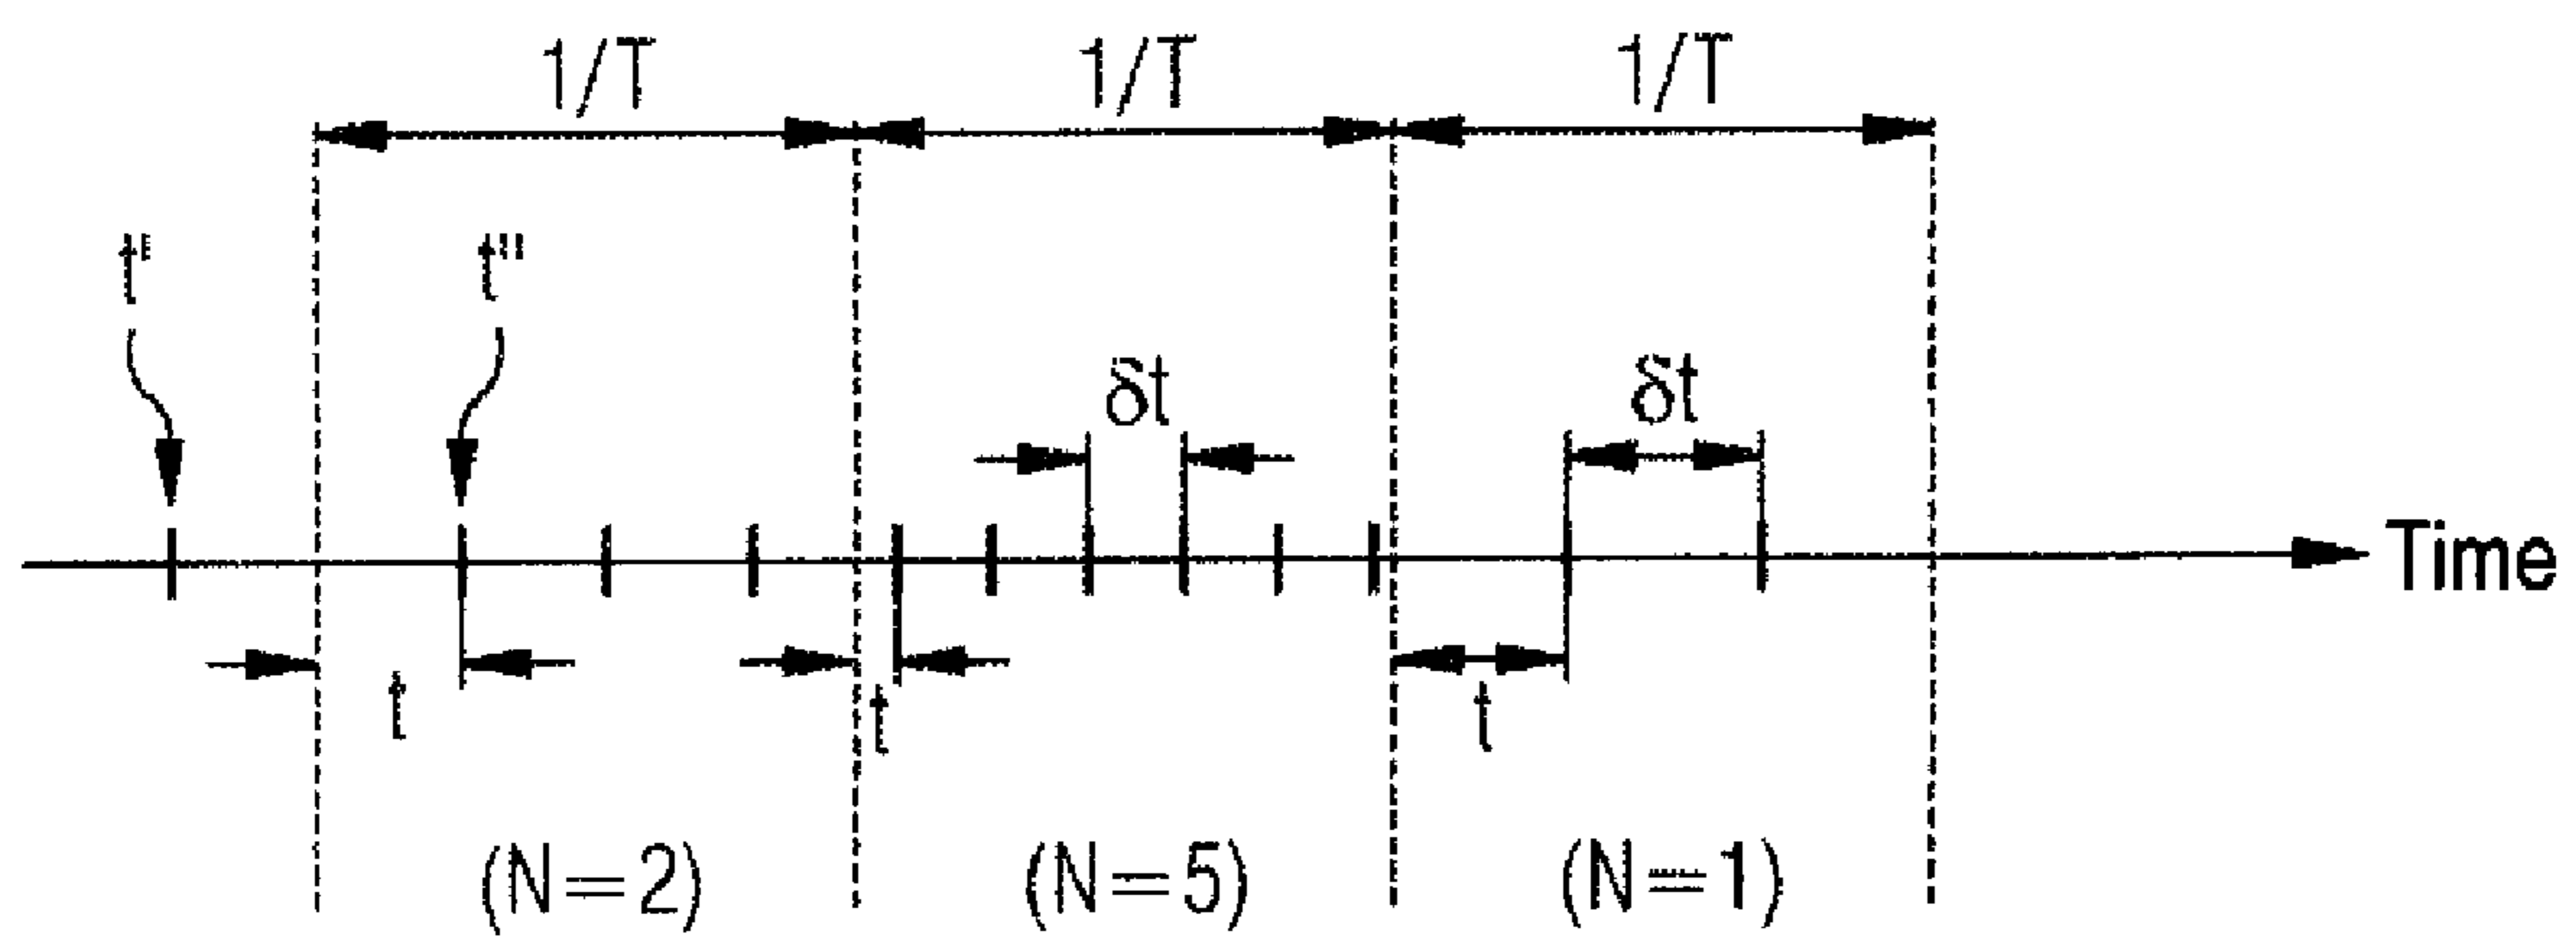 1/T 1/T 1/T
t' t"
δt δt
Time
t t t
(N=2) (N=5) (N=1)